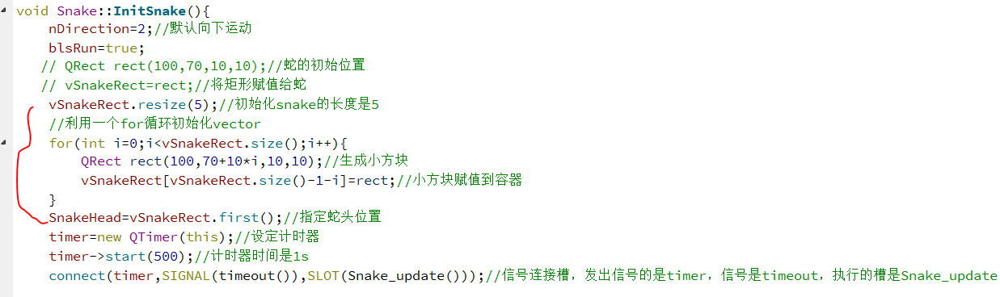 void Snake::InitSnake(){
    nDirection=2;//默认向下运动
    blsRun=true;
   // QRect rect(100,70,10,10);//蛇的初始位置
   // vSnakeRect=rect;//将矩形赋值给蛇
    vSnakeRect.resize(5);//初始化snake的长度是5
    //利用一个for循环初始化vector
    for(int i=0;i<vSnakeRect.size();i++){
        QRect rect(100,70+10*i,10,10);//生成小方块
        vSnakeRect[vSnakeRect.size()-1-i]=rect;//小方块赋值到容器
    }
    SnakeHead=vSnakeRect.first();//指定蛇头位置
    timer=new QTimer(this);//设定计时器
    timer->start(500);//计时器时间是1s
    connect(timer,SIGNAL(timeout()),SLOT(Snake_update()));//信号连接槽，发出信号的是timer，信号是timeout，执行的槽是Snake_update